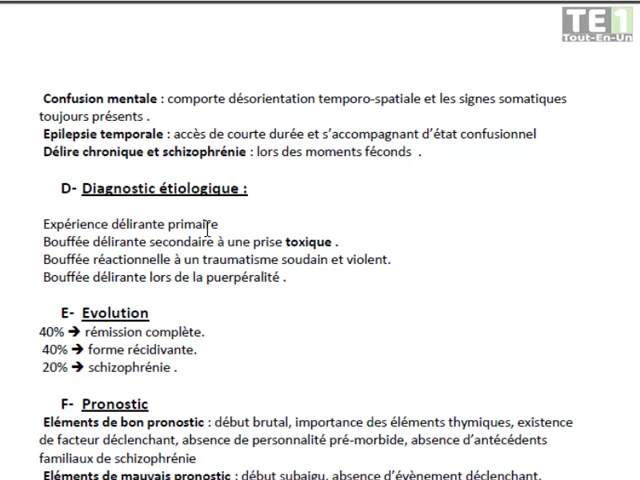 TE1
Tout-En-Un
Confusion mentale : comporte désorientation temporo-spatiale et les signes somatiques
toujours présents .
Epilepsie temporale : accès de courte durée et s'accompagnant d'état confusionnel
Délire chronique et schizophrénie : lors des moments féconds .
D- Diagnostic étiologique :
Expérience délirante primaire
Bouffée délirante secondaire à une prise toxique .
Bouffée réactionnelle à un traumatisme soudain et violent.
Bouffée délirante lors de la puerpéralité .
E- Evolution
40% ➔ rémission complète.
40% ➔ forme récidivante.
20% ➔ schizophrénie .
F- Pronostic
Eléments de bon pronostic : début brutal, importance des éléments thymiques, existence
de facteur déclenchant, absence de personnalité pré-morbide, absence d'antécédents
familiaux de schizophrénie
Eléments de mauvais pronostic : début subaigu, absence d'évènement déclenchant,